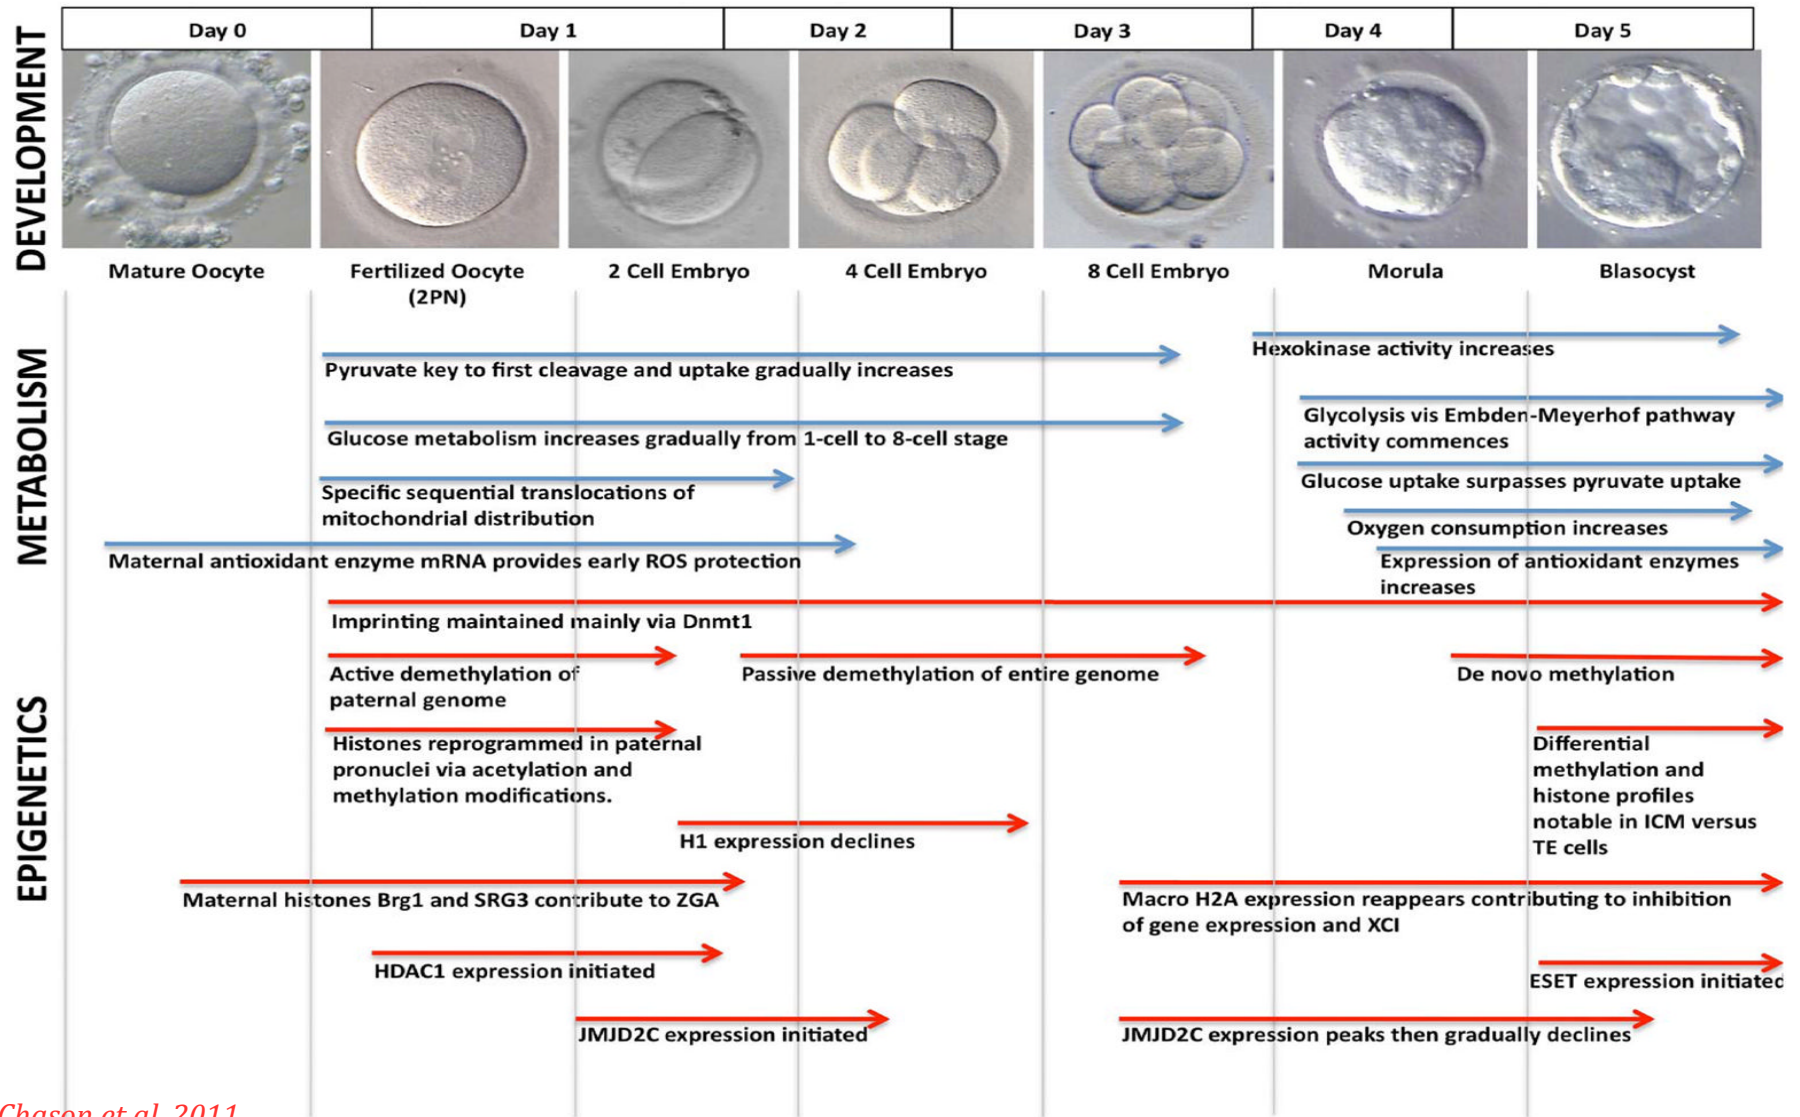 Day 0
Day 1
Day 2
Day 3
Day 4
Day 5
DEVELOPMENT
Mature Oocyte
Fertilized Oocyte
(2PN)
2 Cell Embryo
4 Cell Embryo
8 Cell Embryo
Morula
Blasocyst
METABOLISM
Pyruvate key to first cleavage and uptake gradually increases
Hexokinase activity increases
Glucose metabolism increases gradually from 1-cell to 8-cell stage
Glycolysis vis Embden-Meyerhof pathway
activity commences
Specific sequential translocations of
mitochondrial distribution
Glucose uptake surpasses pyruvate uptake
Oxygen consumption increases
Maternal antioxidant enzyme mRNA provides early ROS protection
Expression of antioxidant enzymes
increases
EPIGENETICS
Imprinting maintained mainly via Dnmt1
Active demethylation of
paternal genome
Passive demethylation of entire genome
De novo methylation
Histones reprogrammed in paternal
pronuclei via acetylation and
methylation modifications.
Differential
methylation and
histone profiles
notable in ICM versus
TE cells
H1 expression declines
Maternal histones Brg1 and SRG3 contribute to ZGA
Macro H2A expression reappears contributing to inhibition
of gene expression and XCI
HDAC1 expression initiated
ESET expression initiated
JMJD2C expression initiated
JMJD2C expression peaks then gradually declines
Chason et al. 2011